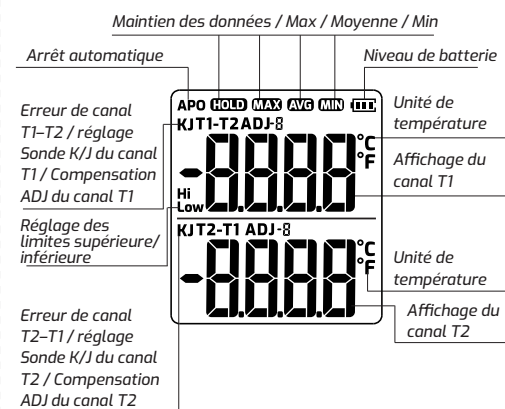 Maintien des données / Max / Moyenne / Min
Arrêt automatique
Niveau de batterie
APO HOLD MAX AVG MIN
KJT1-T2ADJ-8
-8.8.8.8
°C
°F
Hi
Low
KJT2-T1 ADJ-8
-8.8.8.8
°C
°F
Erreur de canal
T1–T2 / réglage
Sonde K/J du canal
T1 / Compensation
ADJ du canal T1
Réglage des
limites supérieure/
inférieure
Erreur de canal
T2–T1 / réglage
Sonde K/J du canal
T2 / Compensation
ADJ du canal T2
Unité de
température
Affichage du
canal T1
Unité de
température
Affichage du
canal T2